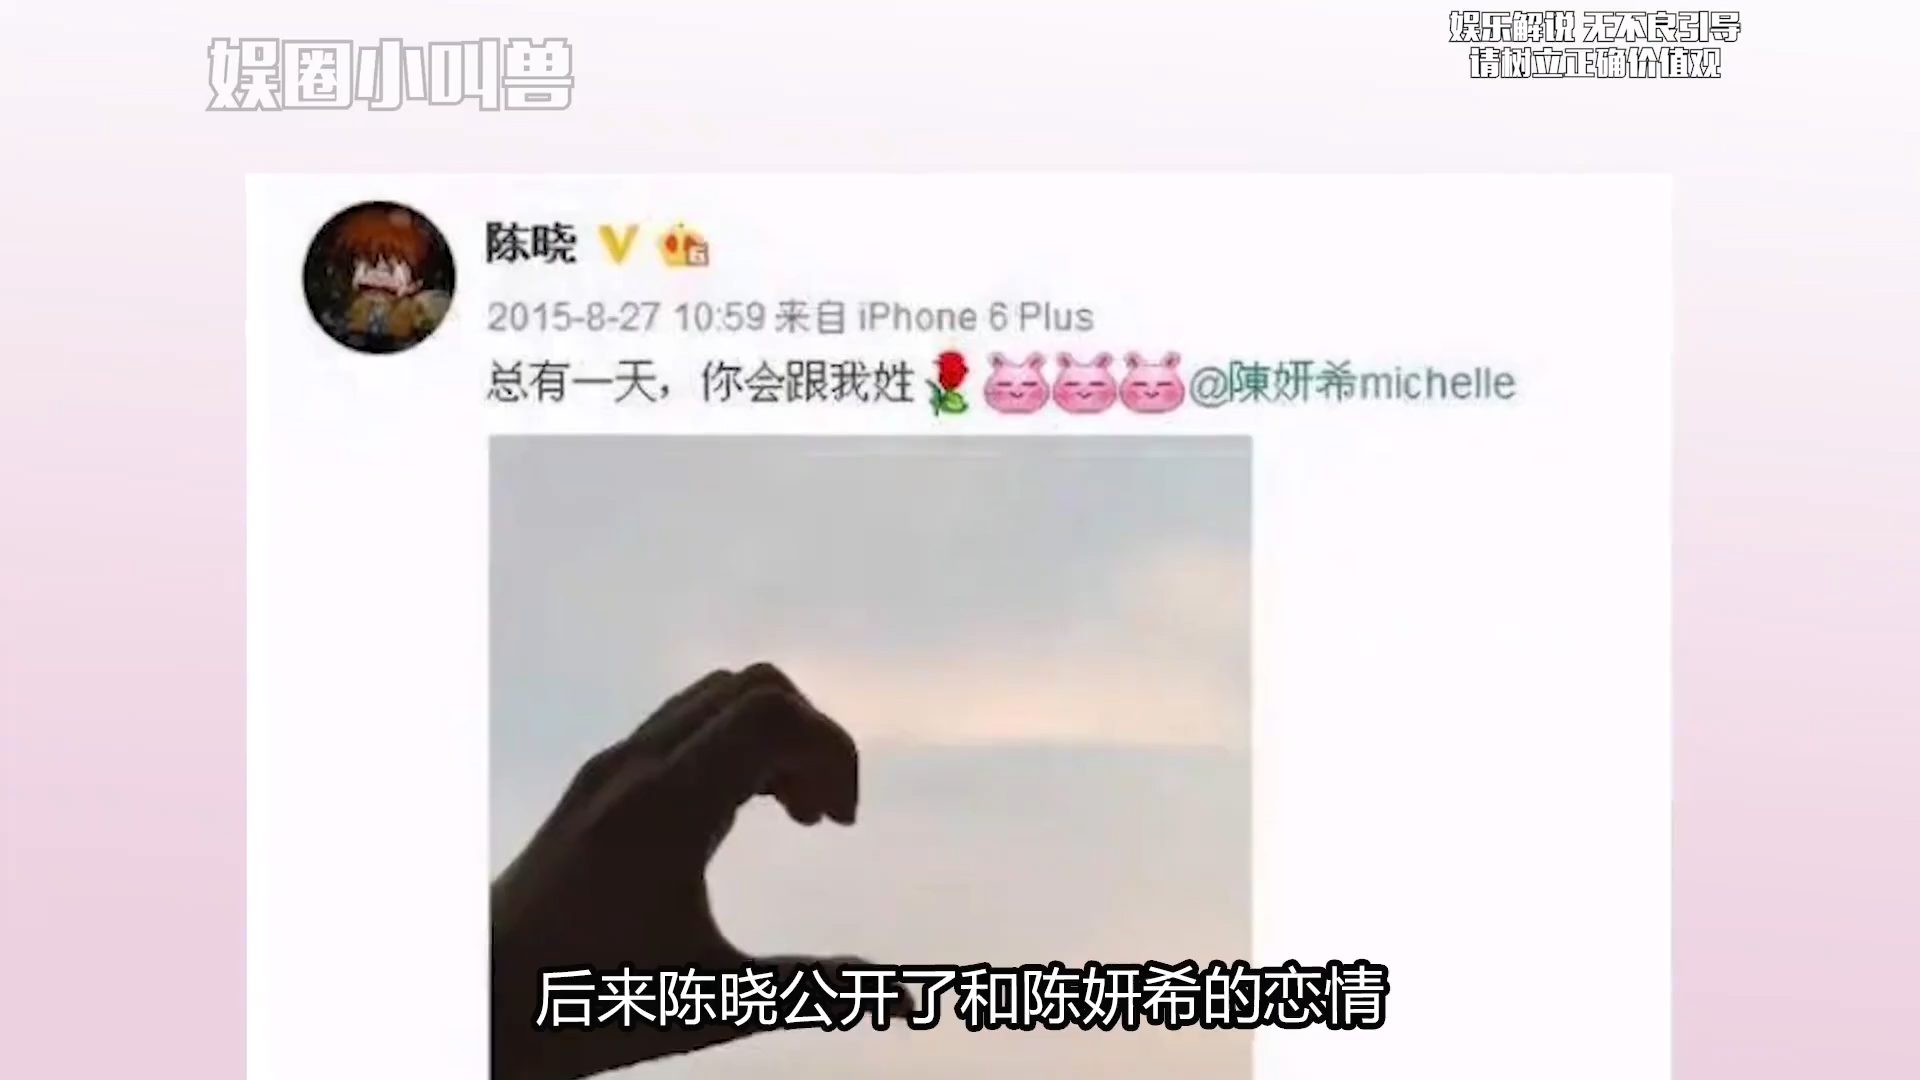 娱圈小叫兽
娱乐解说 无不良引导
请树立正确价值观
陈晓
6
2015-8-27 10:59 来自 iPhone 6 Plus
总有一天，你会跟我姓@陳妍希michelle
后来陈晓公开了和陈妍希的恋情